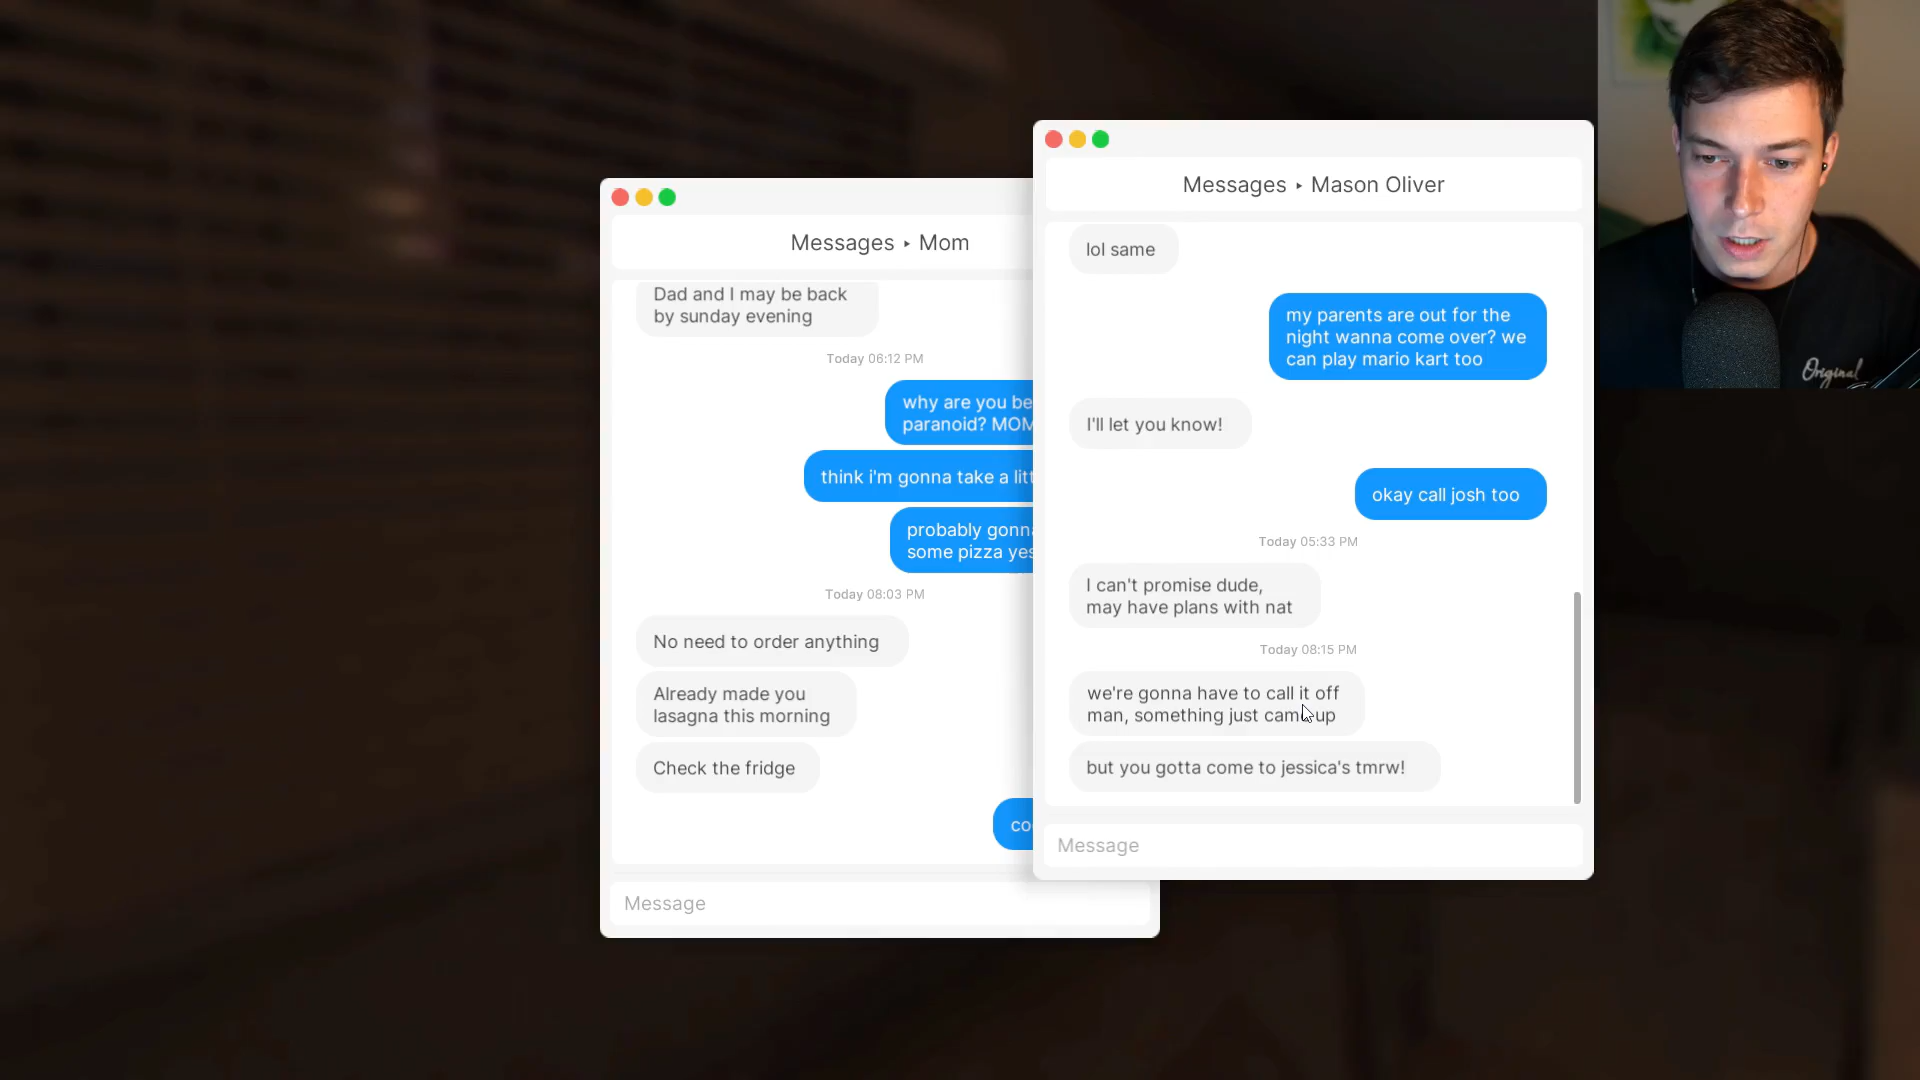 Messages ▸ Mom
Dad and I may be back
by sunday evening
Today 06:12 PM
why are you be
paranoid? MOM
think i'm gonna take a
probably gonna
some pizza
Today 08:03 PM
No need to order anything
Already made you
lasagna this morning
Check the fridge
Message
Messages ▸ Mason Oliver
lol same
my parents are out for the
night wanna come over? we
can play mario kart too
I'll let you know!
okay call josh too
Today 05:33 PM
I can't promise dude,
may have plans with nat
Today 08:15 PM
we're gonna have to call it off
man, something just came up
but you gotta come to jessica's tmrw!
Message
Original